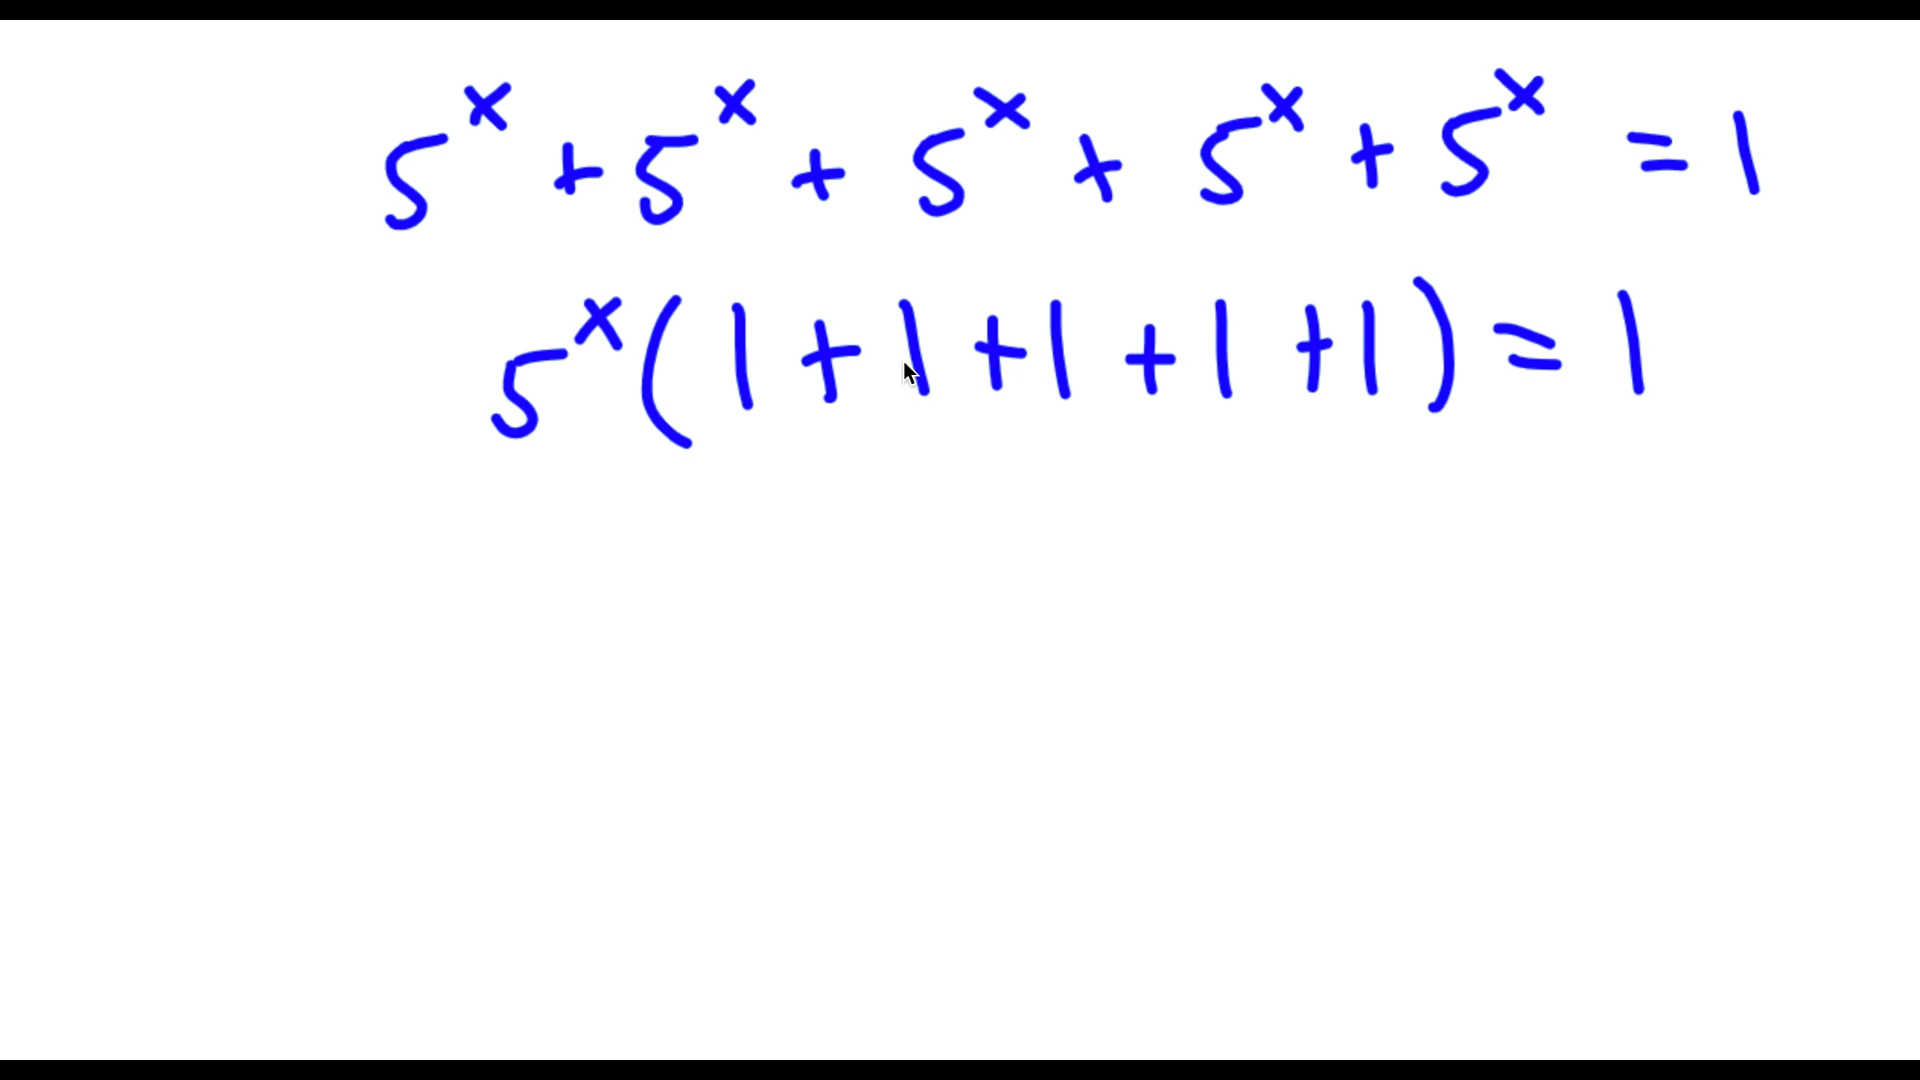 5^x + 5^x + 5^x + 5^x + 5^x = 1
5^x (1 + 1 + 1 + 1 + 1) = 1